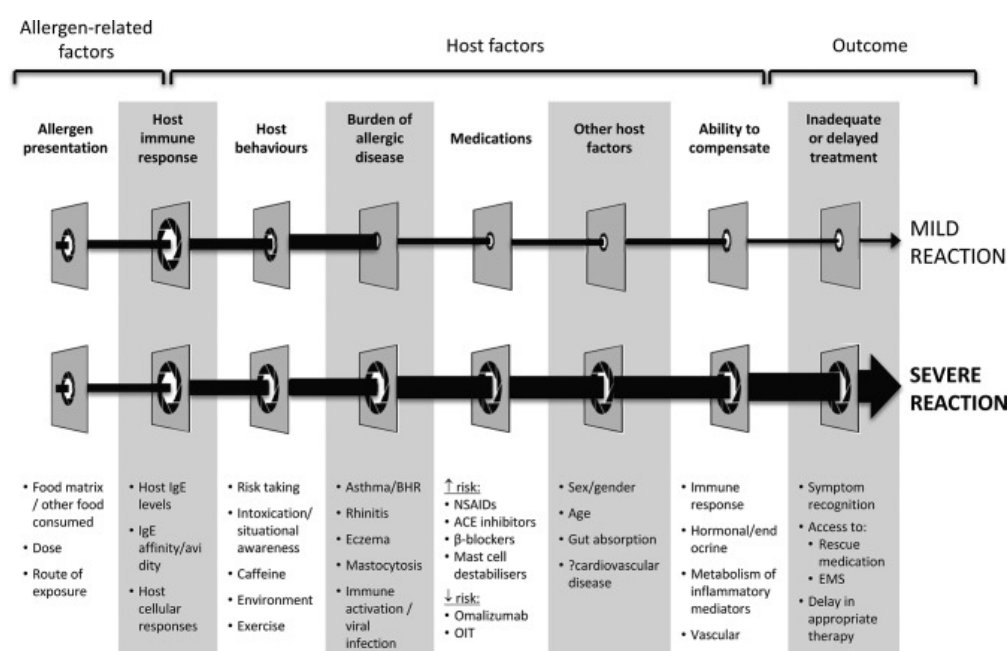 Allergen-related
factors
Host factors
Outcome
Allergen
presentation
Host
immune
response
Host
behaviours
Burden of
allergic
disease
Medications
Other host
factors
Ability to
compensate
Inadequate
or delayed
treatment
MILD
REACTION
SEVERE
REACTION
• Food matrix
/ other food
consumed
• Dose
• Route of
exposure
• Host IgE
levels
• IgE
affinity/avi
dity
• Host
cellular
responses
• Risk taking
• Intoxication/
situational
awareness
• Caffeine
• Environment
• Exercise
• Asthma/BHR
• Rhinitis
• Eczema
• Mastocytosis
• Immune
activation /
viral
infection
↑ risk:
• NSAIDs
• ACE inhibitors
• β-blockers
• Mast cell
destabilisers
↓ risk:
• Omalizumab
• OIT
• Sex/gender
• Age
• Gut absorption
• ?cardiovascular
disease
• Immune
response
• Hormonal/end
ocrine
• Metabolism of
inflammatory
mediators
• Vascular
• Symptom
recognition
• Access to:
• Rescue
medication
• EMS
• Delay in
appropriate
therapy